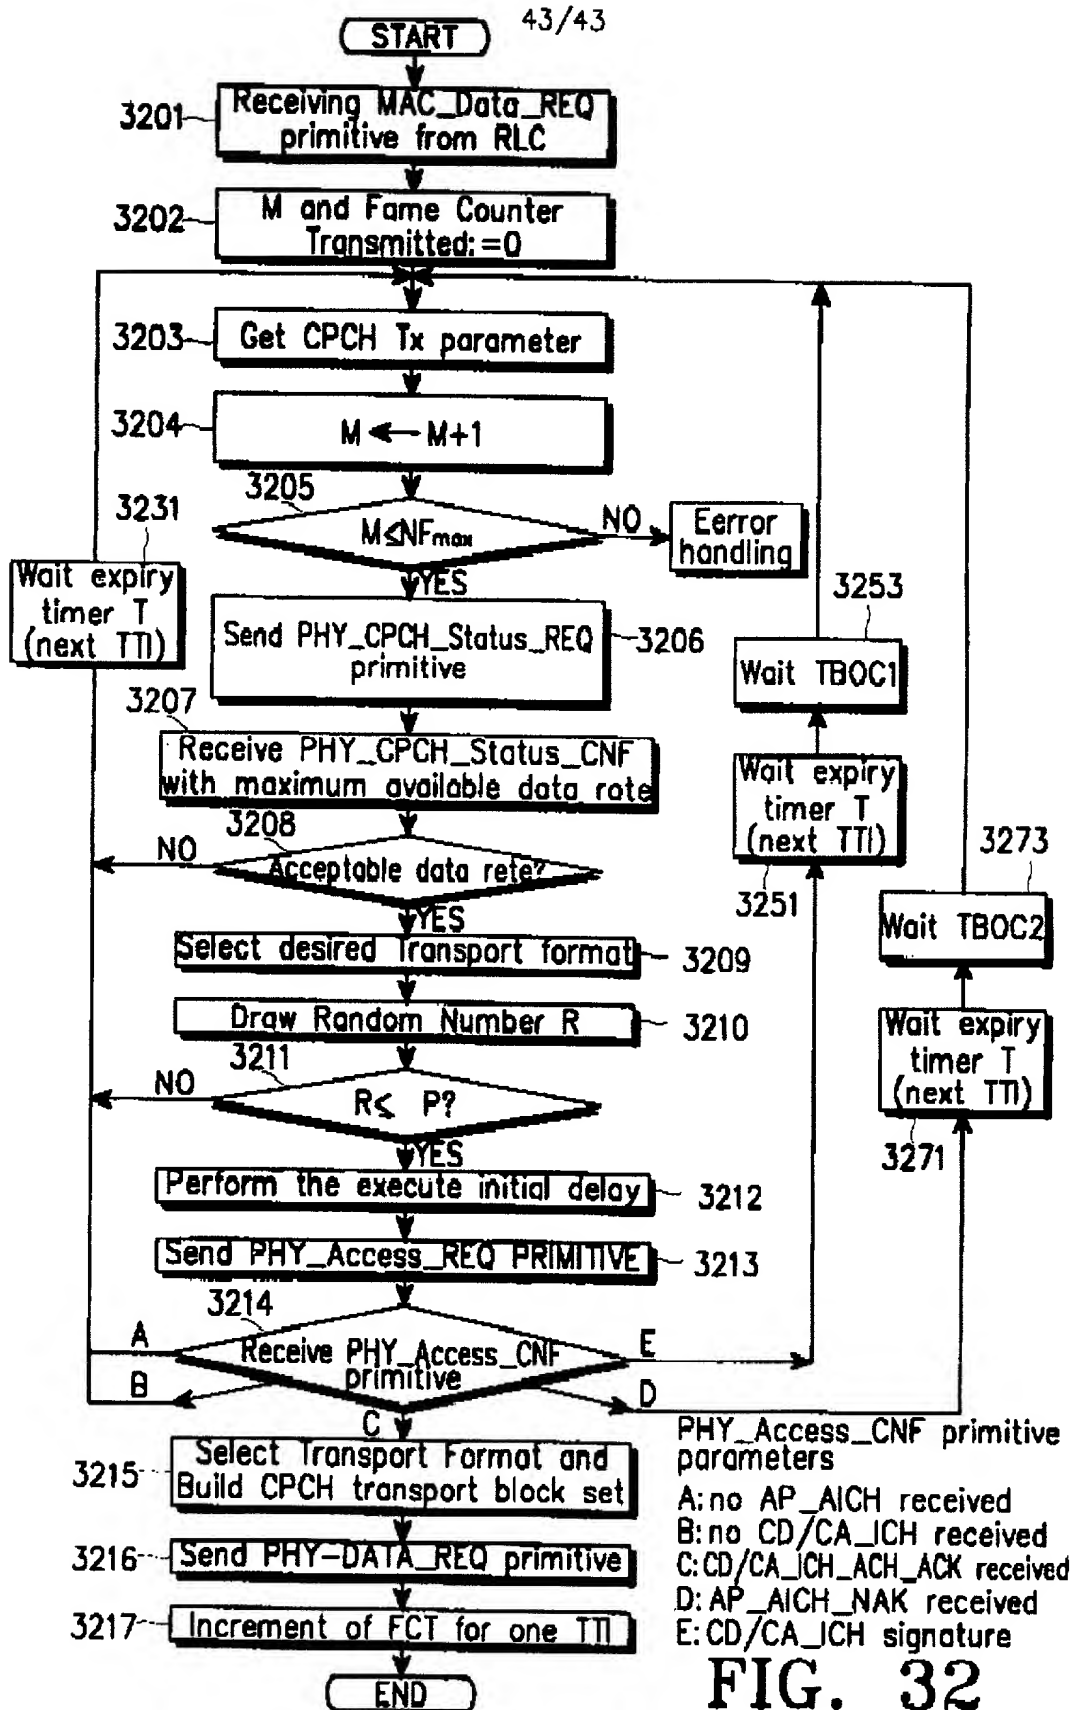 43/43
START
3201
Receiving MAC_Data_REQ
primitive from RLC
3202
M and Fame Counter
Transmitted:=0
3203
Get CPCH Tx parameter
3204
M ← M+1
3205
M≤NFmax
NO
Eerror
handling
YES
3231
Wait expiry
timer T
(next TTI)
Send PHY_CPCH_Status_REQ
primitive
3206
3253
Wait TBOC1
3207
Receive PHY_CPCH_Status_CNF
with maximum available data rate
Wait expiry
timer T
(next TTI)
3251
3208
NO
Acceptable data rete?
YES
3273
Wait TBOC2
Select desired Transport format
3209
Draw Random Number R
3210
Wait expiry
timer T
(next TTI)
3271
3211
NO
R≤ P?
YES
Perform the execute initial delay
3212
Send PHY_Access_REQ PRIMITIVE
3213
3214
A
Receive PHY_Access_CNF
primitive
E
B
D
C
3215
Select Transport Format and
Build CPCH transport block set
3216
Send PHY-DATA_REQ primitive
3217
Increment of FCT for one TTI
END
PHY_Access_CNF primitive
parameters
A: no AP_AICH received
B: no CD/CA_ICH received
C: CD/CA_ICH_ACH_ACK received
D: AP_AICH_NAK received
E: CD/CA_ICH signature
FIG. 32